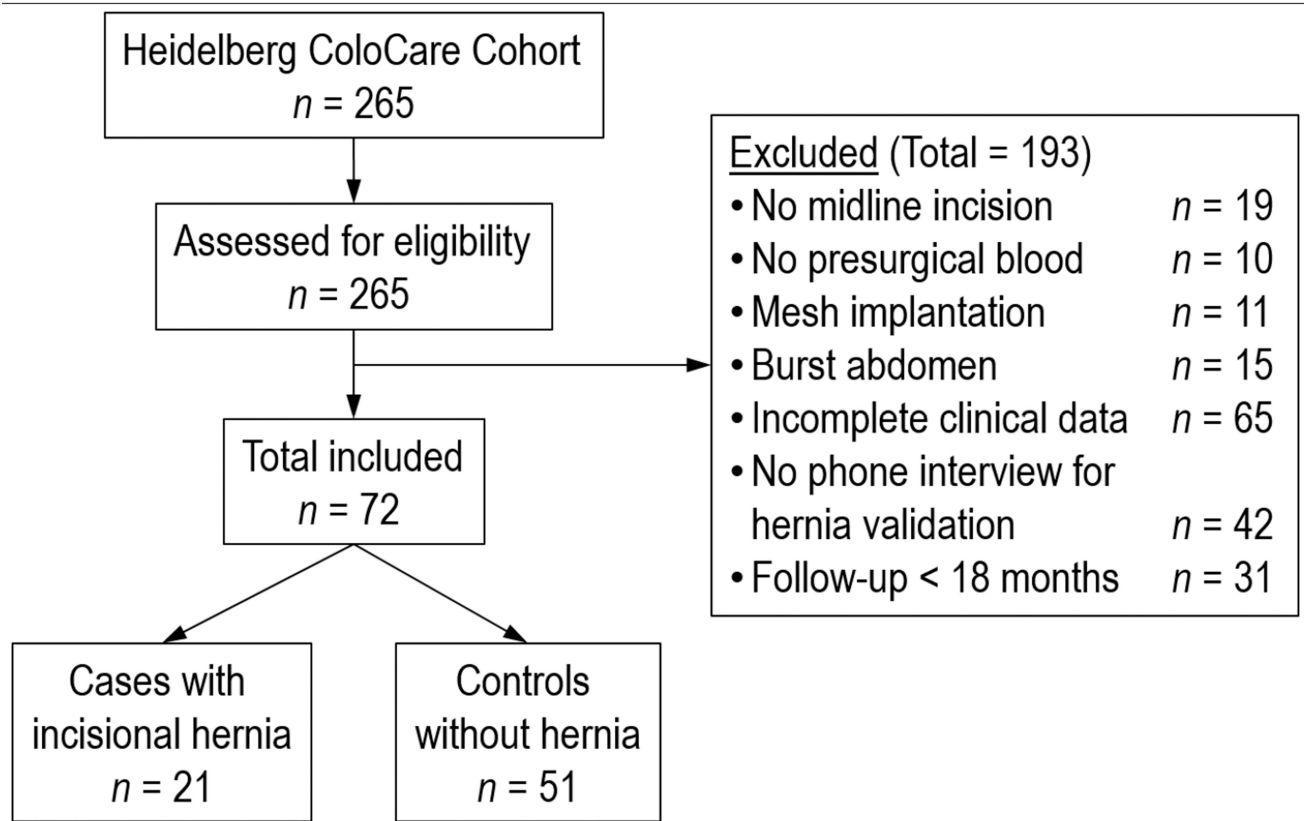 Heidelberg ColoCare Cohort
n = 265
Assessed for eligibility
n = 265
Excluded (Total = 193)
• No midline incision n = 19
• No presurgical blood n = 10
• Mesh implantation n = 11
• Burst abdomen n = 15
• Incomplete clinical data n = 65
• No phone interview for
hernia validation n = 42
• Follow-up < 18 months n = 31
Total included
n = 72
Cases with
incisional hernia
n = 21
Controls
without hernia
n = 51